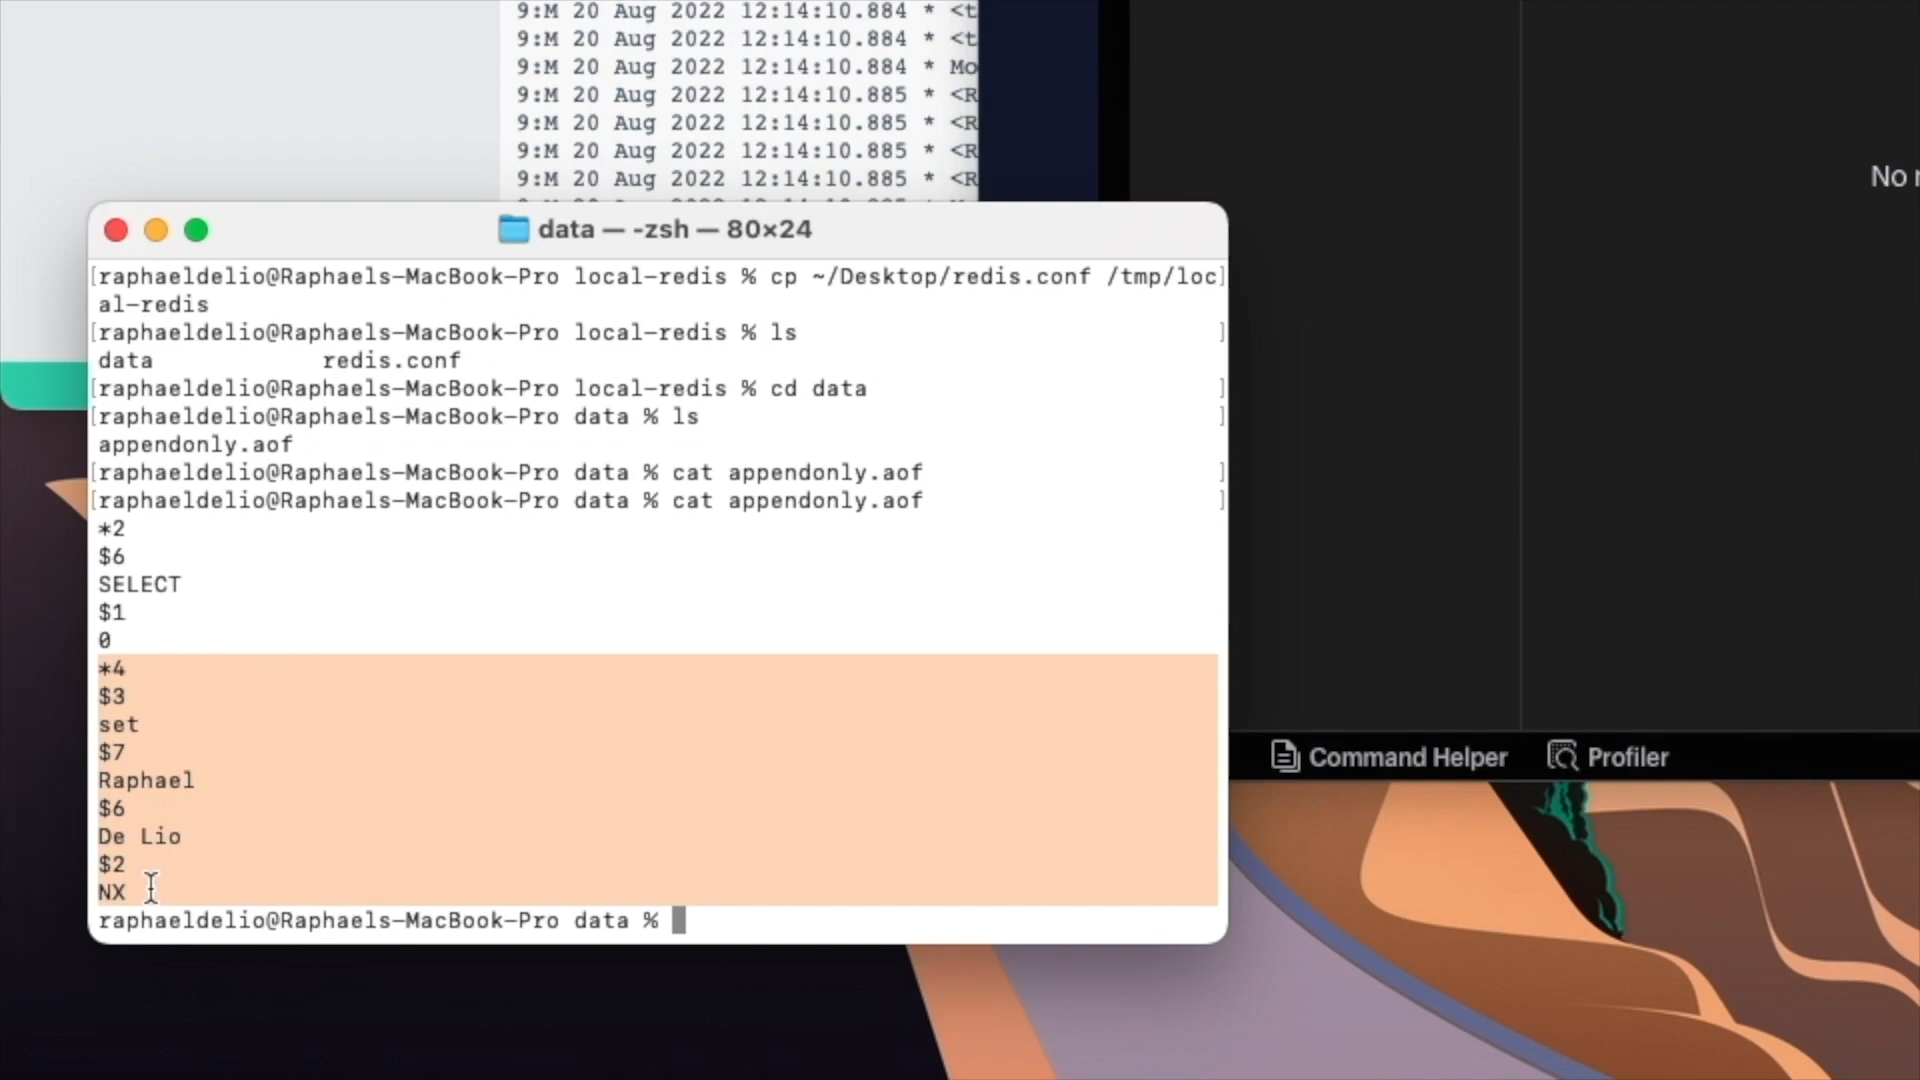 9:M 20 Aug 2022 12:14:10.884 * <t
9:M 20 Aug 2022 12:14:10.884 * <t
9:M 20 Aug 2022 12:14:10.884 * Mo
9:M 20 Aug 2022 12:14:10.885 * <R
9:M 20 Aug 2022 12:14:10.885 * <R
9:M 20 Aug 2022 12:14:10.885 * <R
9:M 20 Aug 2022 12:14:10.885 * <R
No r
data — -zsh — 80×24
[raphaeldelio@Raphaels-MacBook-Pro local-redis % cp ~/Desktop/redis.conf /tmp/loc]
al-redis
[raphaeldelio@Raphaels-MacBook-Pro local-redis % ls ]
data redis.conf
[raphaeldelio@Raphaels-MacBook-Pro local-redis % cd data ]
[raphaeldelio@Raphaels-MacBook-Pro data % ls ]
appendonly.aof
[raphaeldelio@Raphaels-MacBook-Pro data % cat appendonly.aof ]
[raphaeldelio@Raphaels-MacBook-Pro data % cat appendonly.aof ]
*2
$6
SELECT
$1
0
*4
$3
set
$7
Raphael
$6
De Lio
$2
NX
raphaeldelio@Raphaels-MacBook-Pro data %
Command Helper
Profiler